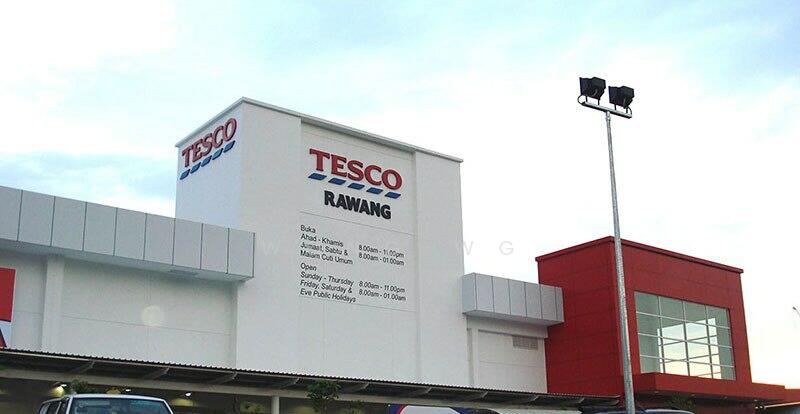 TESCO
TESCO
RAWANG
Buka
Ahad - Khamis 8.00am - 11.00pm
Jumaat, Sabtu & 8.00am - 01.00am
Malam Cuti Umum
Open
Sunday - Thursday 8.00am - 11.00pm
Friday, Saturday & 8.00am - 01.00am
Eve Public Holidays